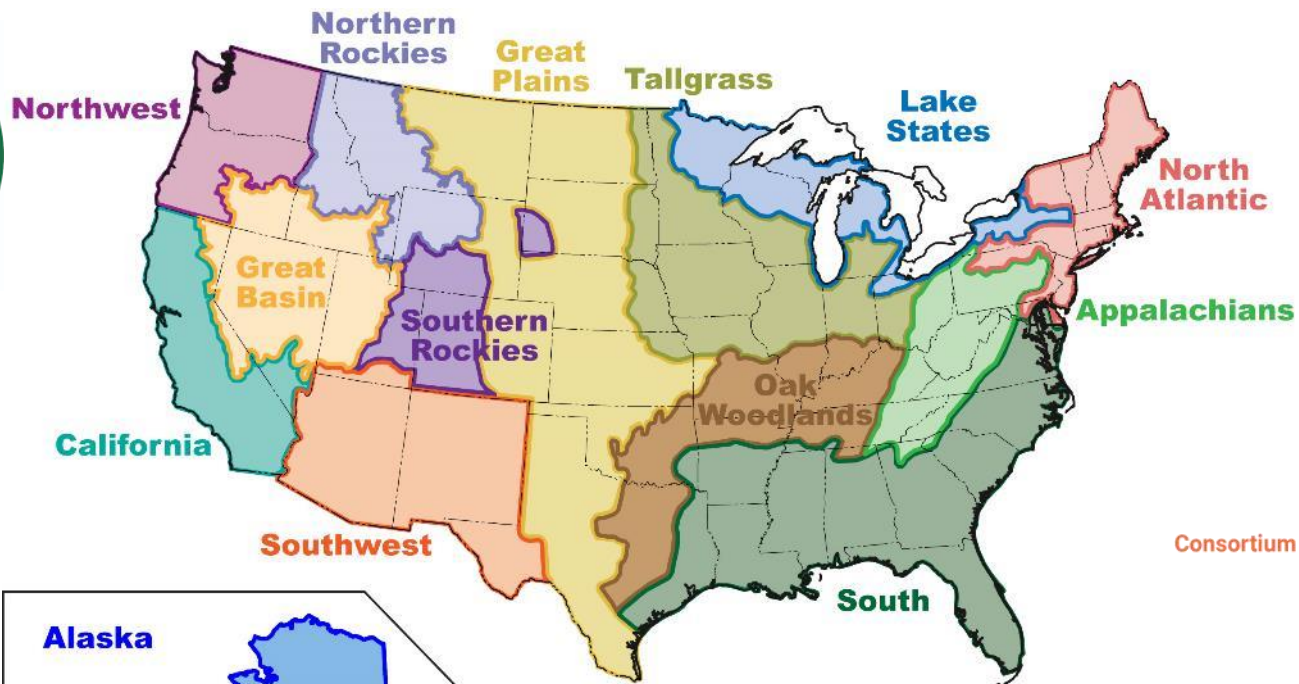 Northern
Rockies
Great
Plains
Tallgrass
Northwest
Lake
States
North
Atlantic
Great
Basin
Southern
Rockies
Appalachians
Oak
Woodlands
California
Southwest
Consortium
South
Alaska